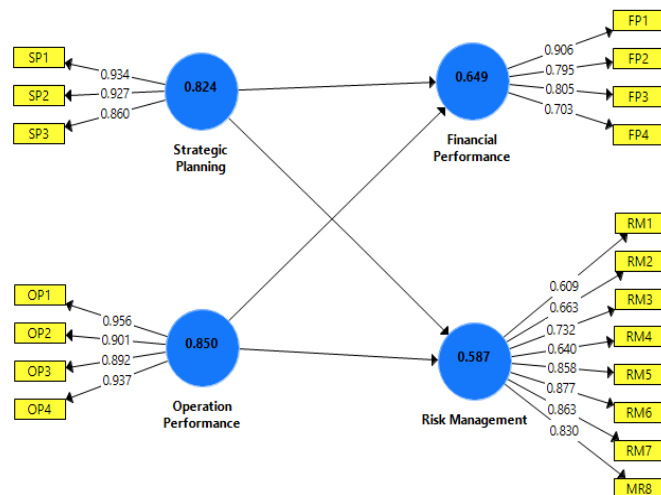 SP1
SP2
SP3
0.934
0.927
0.860
0.824
Strategic
Planning
FP1
FP2
FP3
FP4
0.906
0.795
0.805
0.703
0.649
Financial
Performance
OP1
OP2
OP3
OP4
0.956
0.901
0.892
0.937
0.850
Operation
Performance
RM1
RM2
RM3
RM4
RM5
RM6
RM7
MR8
0.609
0.663
0.732
0.640
0.858
0.877
0.863
0.830
0.587
Risk Management